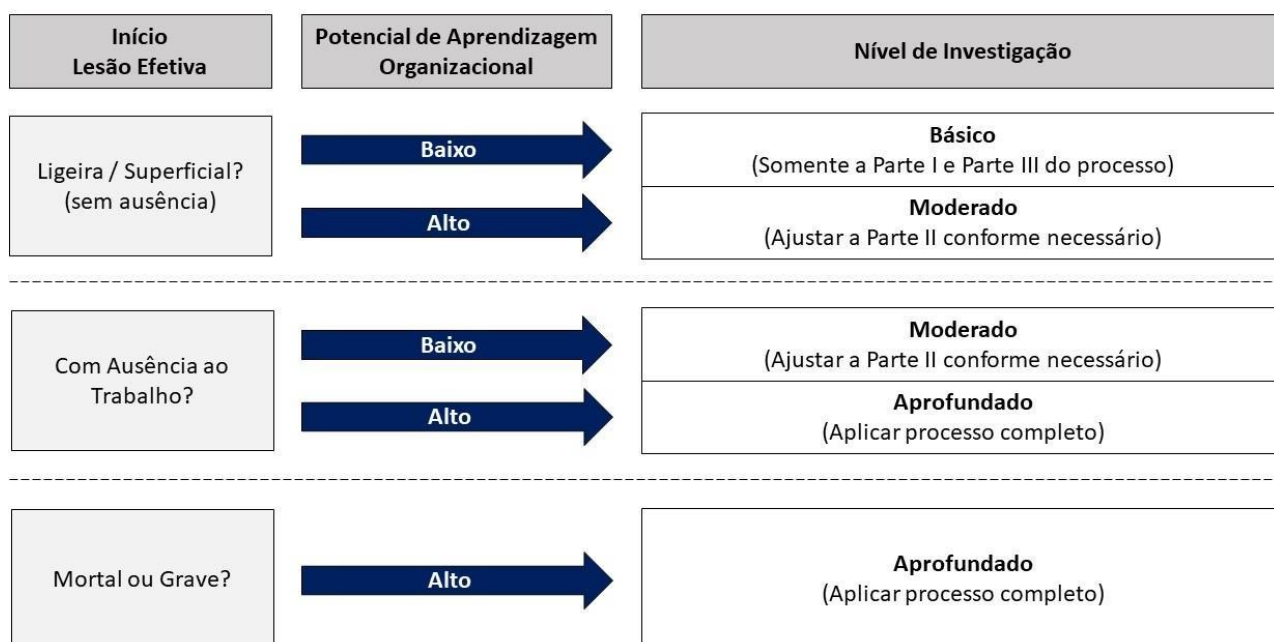 Início
Lesão Efetiva
Potencial de Aprendizagem
Organizacional
Nível de Investigação
Ligeira / Superficial?
(sem ausência)
Baixo
Básico
(Somente a Parte I e Parte III do processo)
Alto
Moderado
(Ajustar a Parte II conforme necessário)
Com Ausência ao
Trabalho?
Baixo
Moderado
(Ajustar a Parte II conforme necessário)
Alto
Aprofundado
(Aplicar processo completo)
Mortal ou Grave?
Alto
Aprofundado
(Aplicar processo completo)